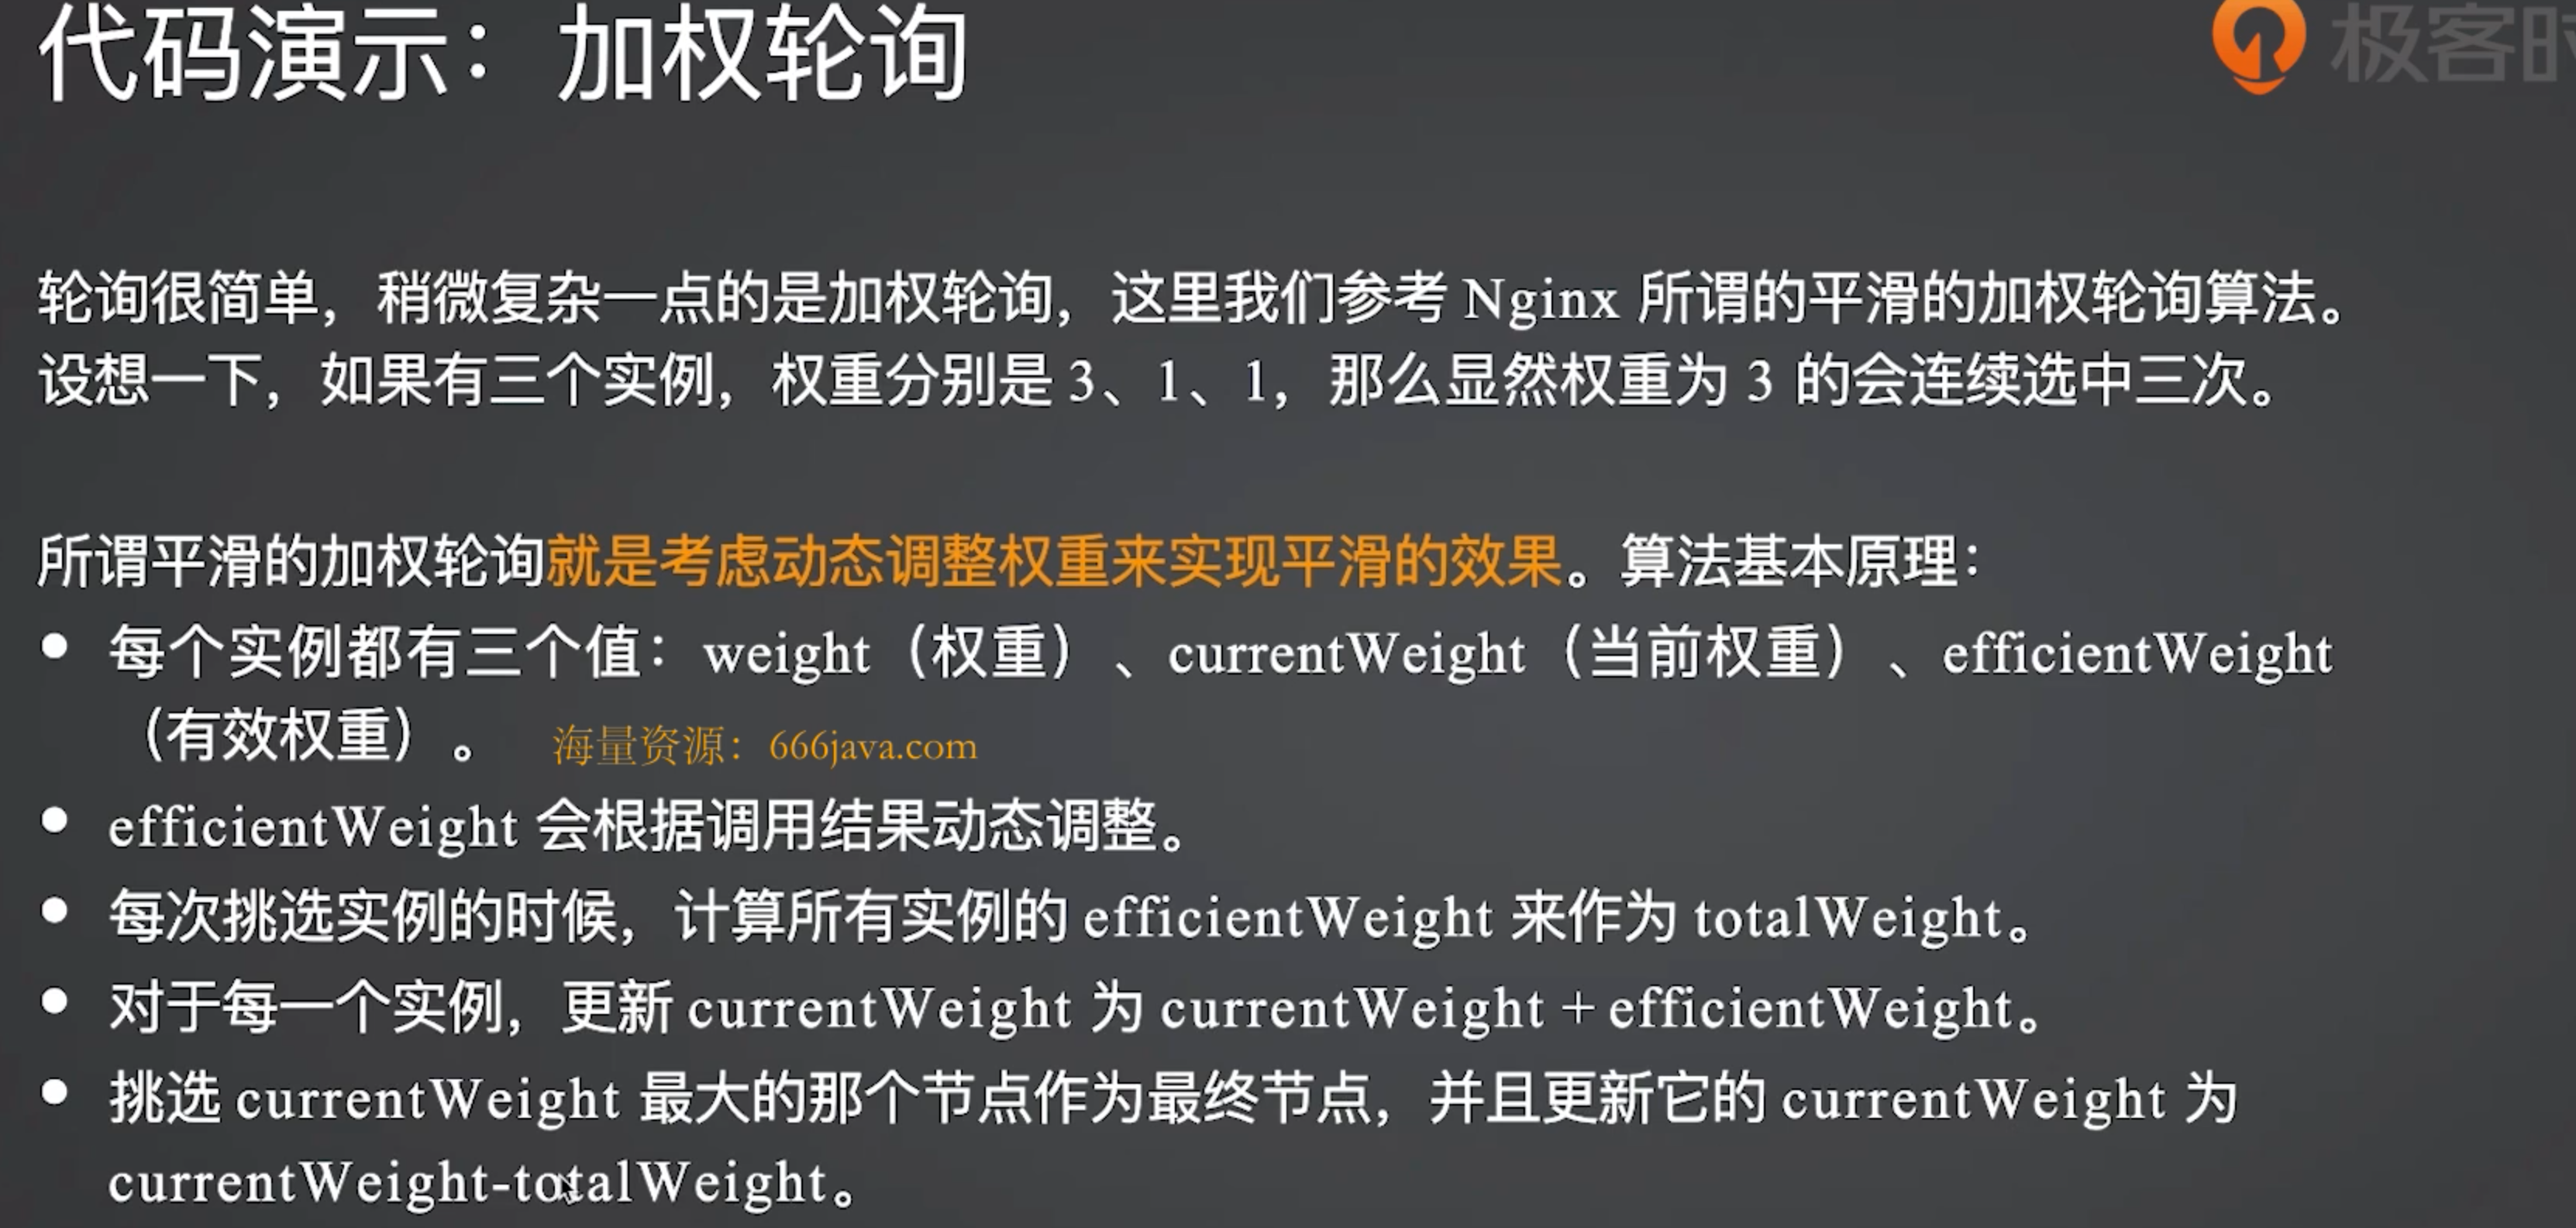 代码演示：加权轮询
极客时
轮询很简单，稍微复杂一点的是加权轮询，这里我们参考 Nginx 所谓的平滑的加权轮询算法。
设想一下，如果有三个实例，权重分别是 3、1、1，那么显然权重为 3 的会连续选中三次。
所谓平滑的加权轮询就是考虑动态调整权重来实现平滑的效果。算法基本原理：
• 每个实例都有三个值：weight（权重）、currentWeight（当前权重）、efficientWeight
（有效权重）。 海量资源：666java.com
• efficientWeight 会根据调用结果动态调整。
• 每次挑选实例的时候，计算所有实例的 efficientWeight 来作为 totalWeight。
• 对于每一个实例，更新 currentWeight 为 currentWeight + efficientWeight。
• 挑选 currentWeight 最大的那个节点作为最终节点，并且更新它的 currentWeight 为
currentWeight-totalWeight。